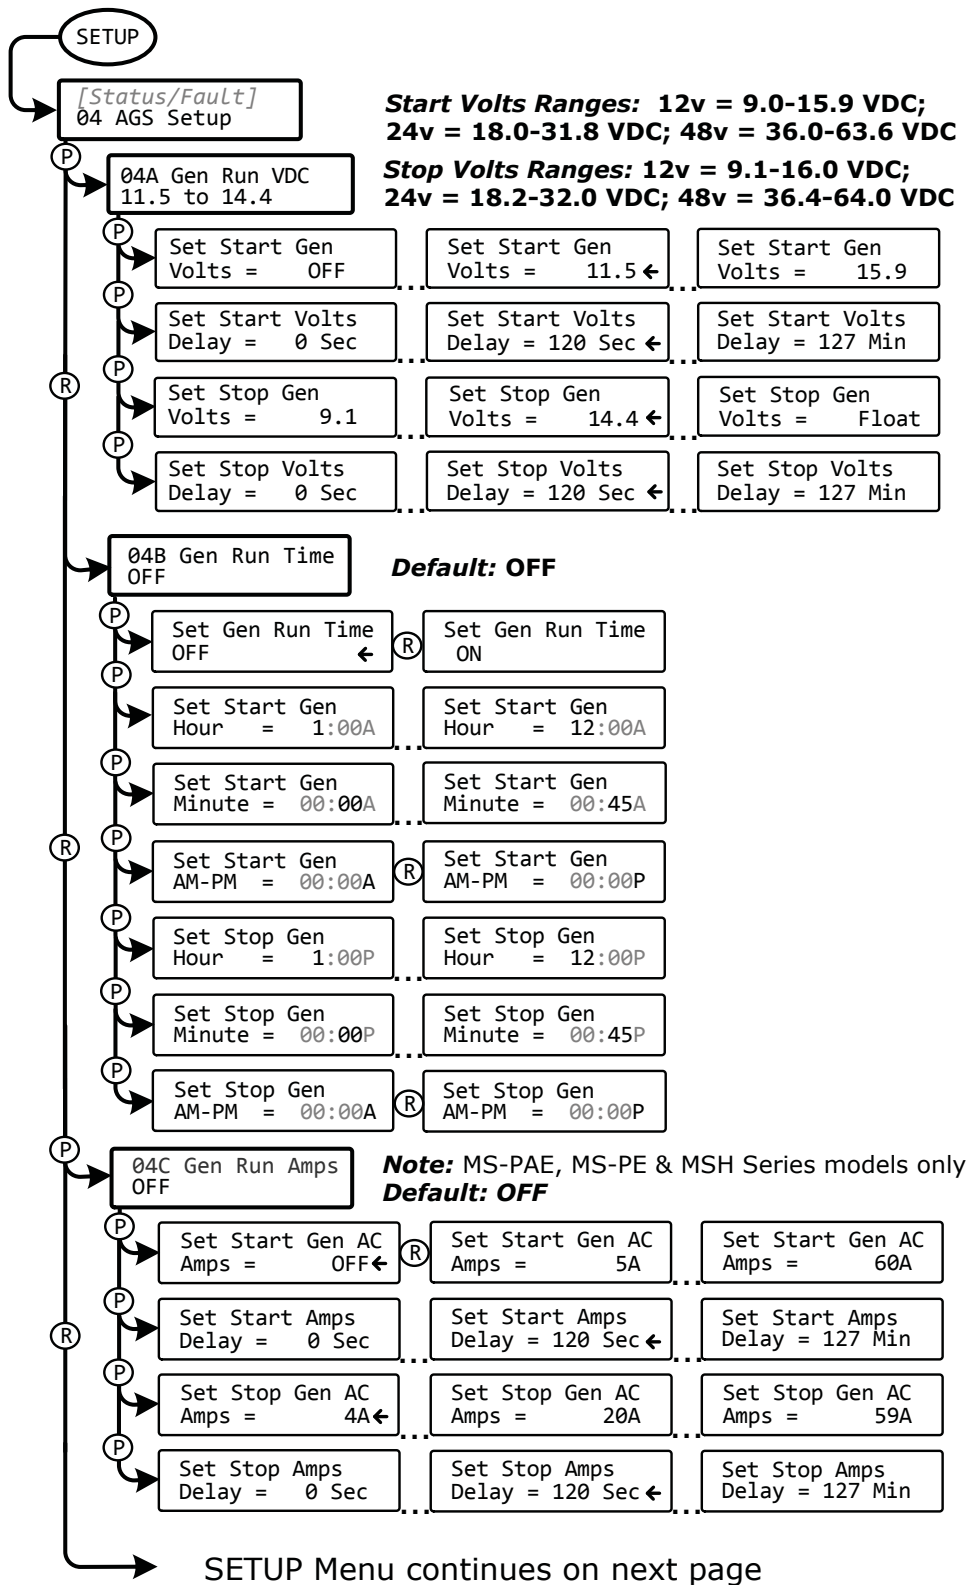 SETUP
[Status/Fault]
04 AGS Setup
Start Volts Ranges: 12v = 9.0-15.9 VDC;
24v = 18.0-31.8 VDC; 48v = 36.0-63.6 VDC
P
04A Gen Run VDC
11.5 to 14.4
Stop Volts Ranges: 12v = 9.1-16.0 VDC;
24v = 18.2-32.0 VDC; 48v = 36.4-64.0 VDC
P
Set Start Gen
Volts = OFF
...
Set Start Gen
Volts = 11.5 ←
...
Set Start Gen
Volts = 15.9
P
Set Start Volts
Delay = 0 Sec
...
Set Start Volts
Delay = 120 Sec ←
...
Set Start Volts
Delay = 127 Min
P
R
Set Stop Gen
Volts = 9.1
...
Set Stop Gen
Volts = 14.4 ←
...
Set Stop Gen
Volts = Float
P
Set Stop Volts
Delay = 0 Sec
...
Set Stop Volts
Delay = 120 Sec ←
...
Set Stop Volts
Delay = 127 Min
04B Gen Run Time
OFF
Default: OFF
P
Set Gen Run Time
OFF ←
R
Set Gen Run Time
ON
P
Set Start Gen
Hour = 1:00A
...
Set Start Gen
Hour = 12:00A
P
Set Start Gen
Minute = 00:00A
...
Set Start Gen
Minute = 00:45A
P
R
Set Start Gen
AM-PM = 00:00A
R
Set Start Gen
AM-PM = 00:00P
P
Set Stop Gen
Hour = 1:00P
...
Set Stop Gen
Hour = 12:00P
P
Set Stop Gen
Minute = 00:00P
...
Set Stop Gen
Minute = 00:45P
P
Set Stop Gen
AM-PM = 00:00A
R
Set Stop Gen
AM-PM = 00:00P
P
04C Gen Run Amps
OFF
Note: MS-PAE, MS-PE & MSH Series models only
Default: OFF
P
Set Start Gen AC
Amps = OFF←
R
Set Start Gen AC
Amps = 5A
...
Set Start Gen AC
Amps = 60A
P
R
Set Start Amps
Delay = 0 Sec
...
Set Start Amps
Delay = 120 Sec←
...
Set Start Amps
Delay = 127 Min
P
Set Stop Gen AC
Amps = 4A←
...
Set Stop Gen AC
Amps = 20A
...
Set Stop Gen AC
Amps = 59A
P
Set Stop Amps
Delay = 0 Sec
...
Set Stop Amps
Delay = 120 Sec←
...
Set Stop Amps
Delay = 127 Min
SETUP Menu continues on next page